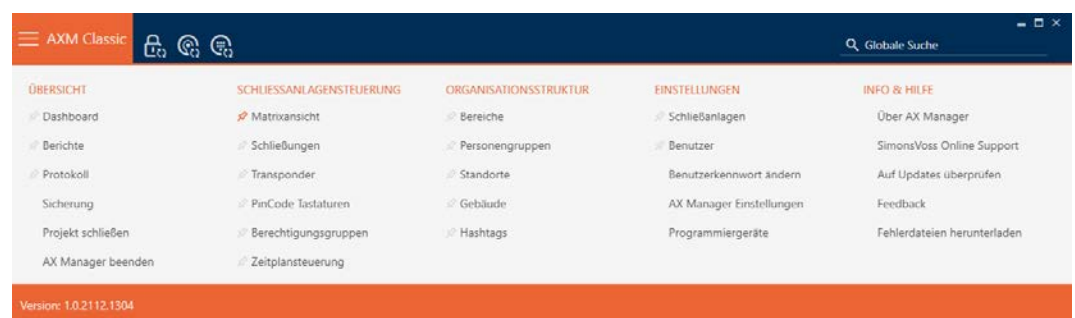 AXM Classic
Globale Suche
ÜBERSICHT
Dashboard
Berichte
Protokoll
Sicherung
Projekt schließen
AX Manager beenden
SCHLIESSANLAGENSTEUERUNG
Matrixansicht
Schließungen
Transponder
PinCode Tastaturen
Berechtigungsgruppen
Zeitplansteuerung
ORGANISATIONSSTRUKTUR
Bereiche
Personengruppen
Standorte
Gebäude
Hashtags
EINSTELLUNGEN
Schließanlagen
Benutzer
Benutzerkennwort ändern
AX Manager Einstellungen
Programmiergeräte
INFO & HILFE
Über AX Manager
SimonsVoss Online Support
Auf Updates überprüfen
Feedback
Fehlerdateien herunterladen
Version: 1.0.2112.1304